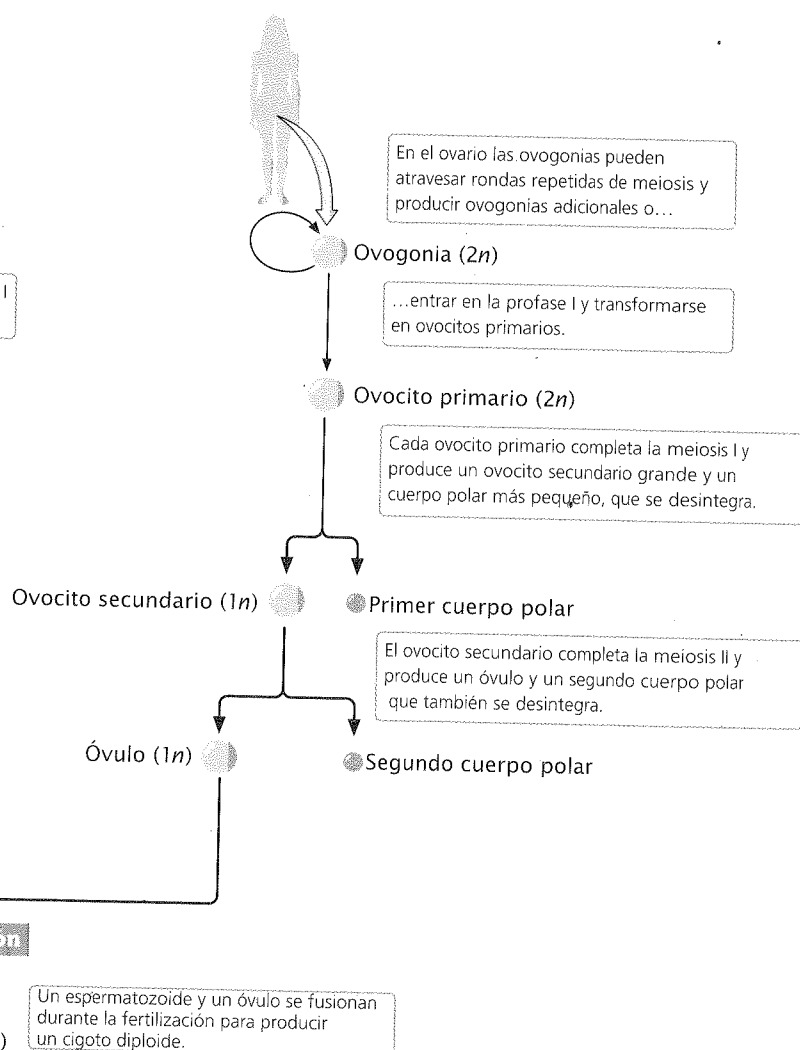 En el ovario las ovogonias pueden
atravesar rondas repetidas de meiosis y
producir ovogonias adicionales o...
Ovogonia (2n)
l
...entrar en la profase I y transformarse
en ovocitos primarios.
Ovocito primario (2n)
Cada ovocito primario completa la meiosis I y
produce un ovocito secundario grande y un
cuerpo polar más pequeño, que se desintegra.
Ovocito secundario (1n)
Primer cuerpo polar
El ovocito secundario completa la meiosis II y
produce un óvulo y un segundo cuerpo polar
que también se desintegra.
Óvulo (1n)
Segundo cuerpo polar
ón
Un espermatozoide y un óvulo se fusionan
durante la fertilización para producir
un cigoto diploide.
)